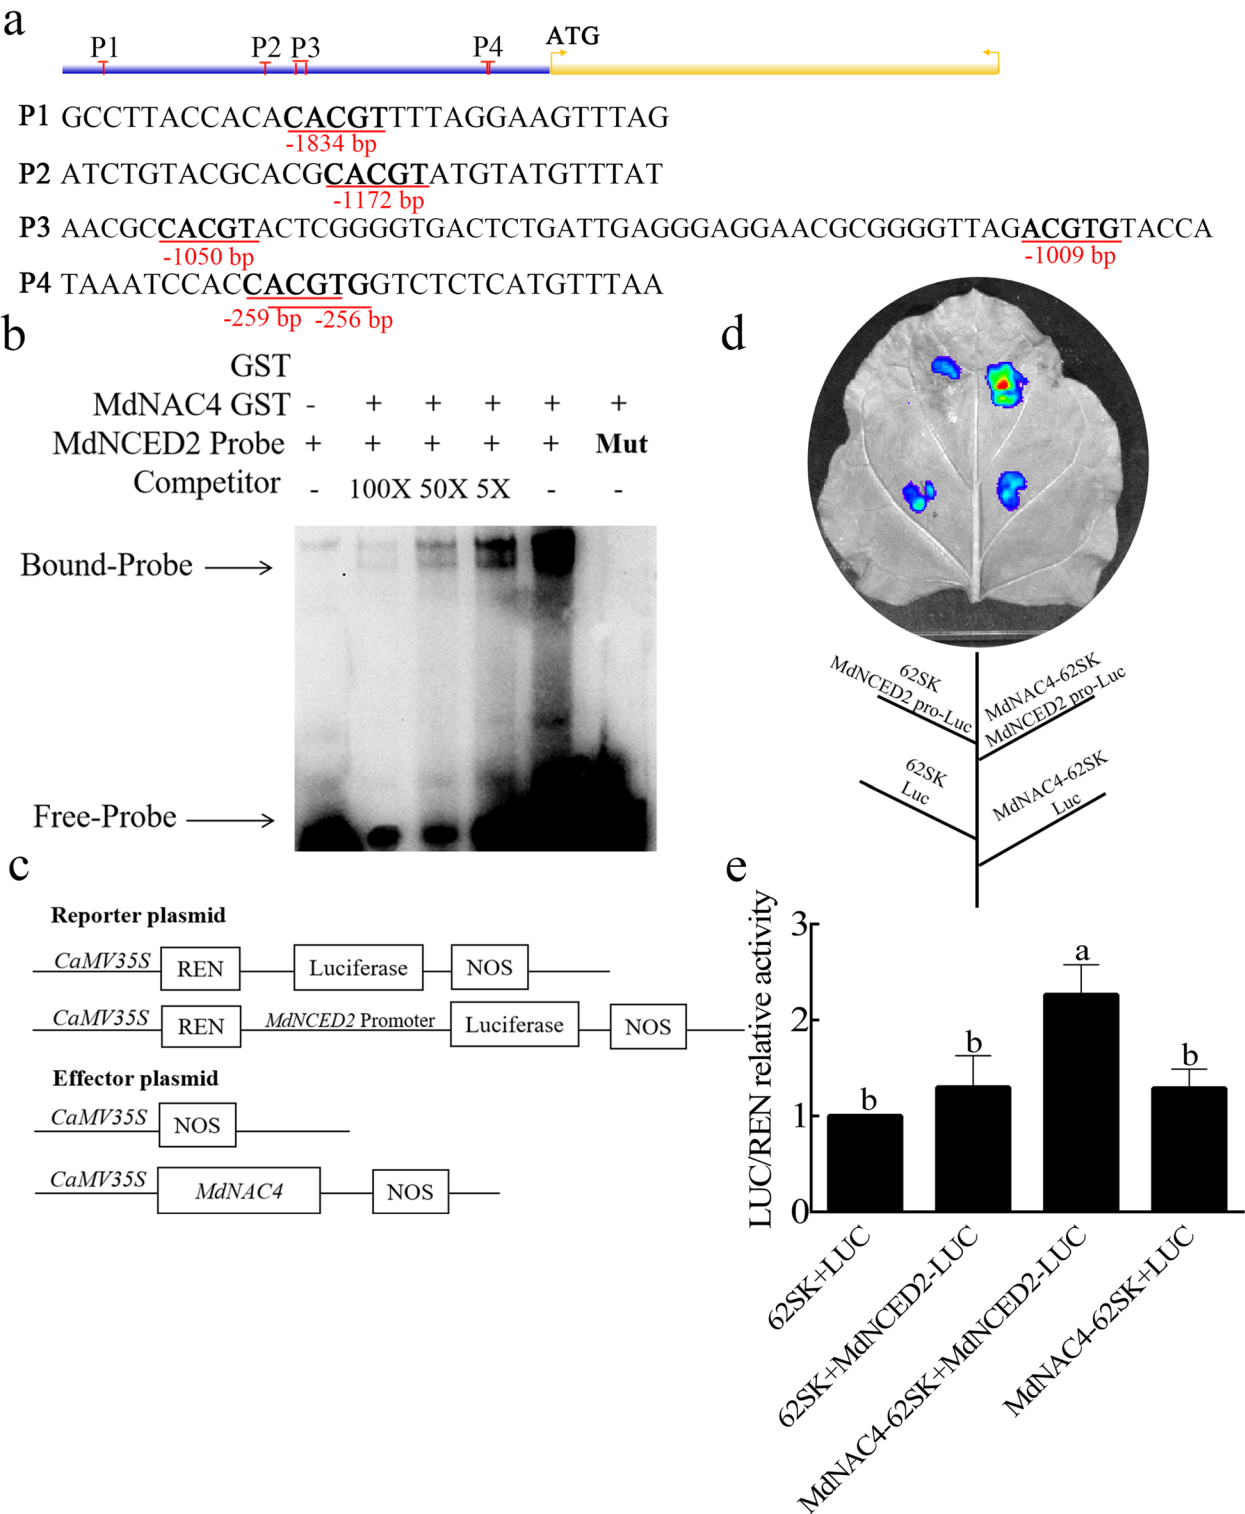 a
P1 P2 P3 P4 ATG
P1 GCCTTACCACACACGTTTTAGGAAGTTTAG
-1834 bp
P2 ATCTGTACGCACGCACGTATGTATGTTTAT
-1172 bp
P3 AACGCCACGTACTCGGGGTGACTCTGATTGAGGGAGGAACGCGGGGTTAGACGTGTACCA
-1050 bp -1009 bp
P4 TAAATCCACCACGTGGTCTCTCATGTTTAA
-259 bp -256 bp
b
GST
MdNAC4 GST - + + + + +
MdNCED2 Probe + + + + + Mut
Competitor - 100X 50X 5X - -
Bound-Probe
Free-Probe
c
Reporter plasmid
CaMV35S REN Luciferase NOS
CaMV35S REN MdNCED2 Promoter Luciferase NOS
Effector plasmid
CaMV35S NOS
CaMV35S MdNAC4 NOS
d
62SK
MdNCED2 pro-Luc
MdNAC4-62SK
MdNCED2 pro-Luc
62SK
Luc
MdNAC4-62SK
Luc
e
LUC/REN relative activity
3
2
1
0
b
b
a
b
62SK+LUC
62SK+MdNCED2-LUC
MdNAC4-62SK+MdNCED2-LUC
MdNAC4-62SK+LUC